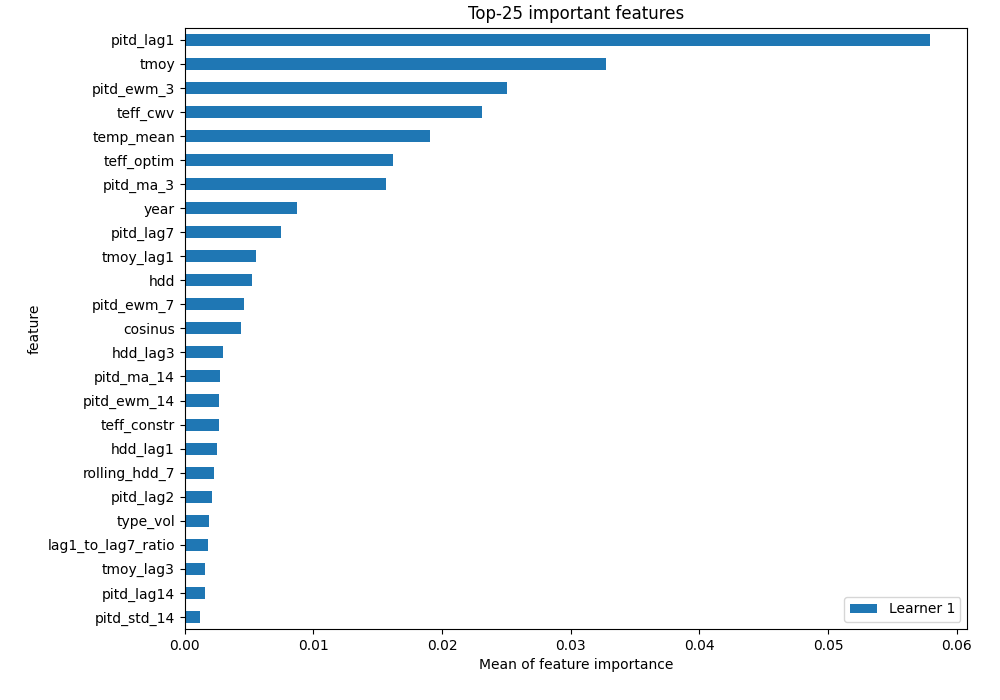 Top-25 important features
pitd_lag1
tmoy
pitd_ewm_3
teff_cwv
temp_mean
teff_optim
pitd_ma_3
year
pitd_lag7
tmoy_lag1
hdd
pitd_ewm_7
cosinus
hdd_lag3
pitd_ma_14
pitd_ewm_14
teff_constr
hdd_lag1
rolling_hdd_7
pitd_lag2
type_vol
lag1_to_lag7_ratio
tmoy_lag3
pitd_lag14
pitd_std_14
feature
Learner 1
0.00 0.01 0.02 0.03 0.04 0.05 0.06
Mean of feature importance